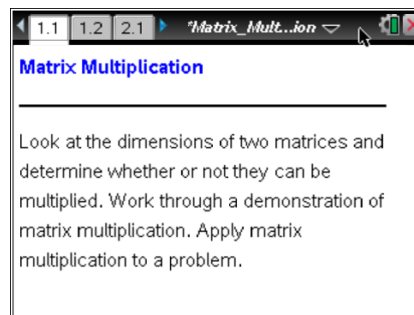 1.1 1.2 2.1 *Matrix_Mult...ion
Matrix Multiplication
Look at the dimensions of two matrices and
determine whether or not they can be
multiplied. Work through a demonstration of
matrix multiplication. Apply matrix
multiplication to a problem.